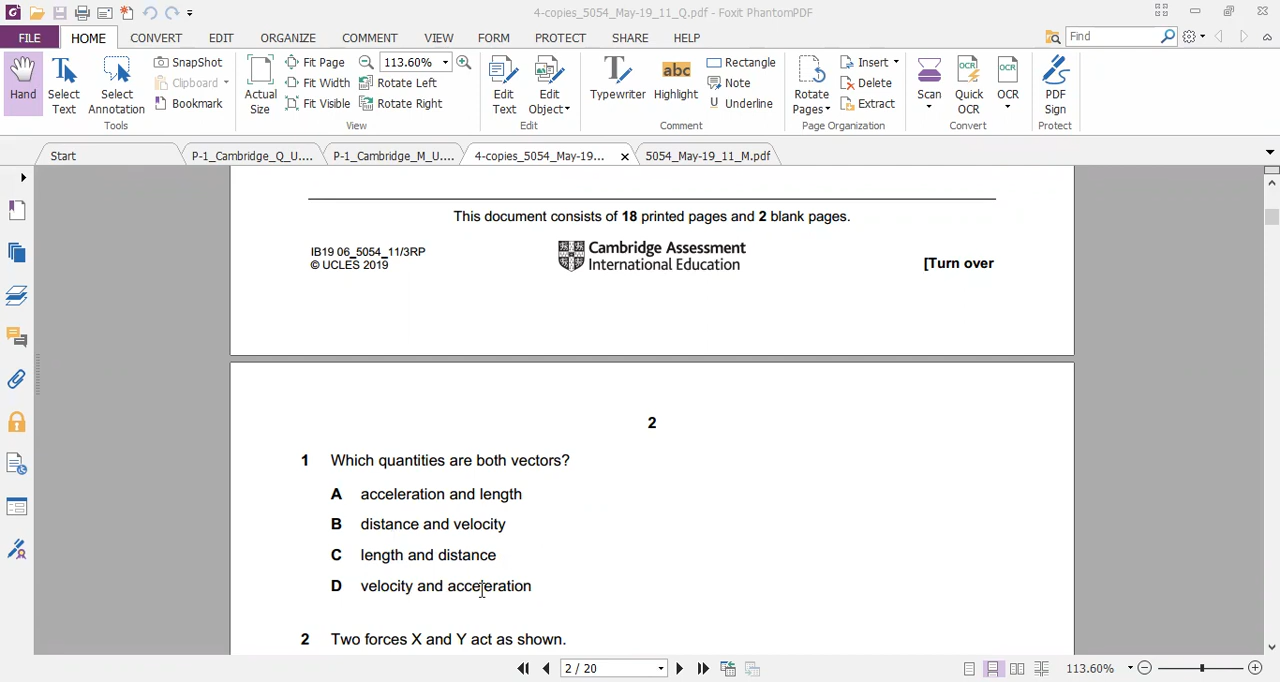 4-copies_5054_May-19_11_Q.pdf - Foxit PhantomPDF
FILE HOME CONVERT EDIT ORGANIZE COMMENT VIEW FORM PROTECT SHARE HELP Find
Hand
Select Text
Select Annotation
SnapShot
Clipboard
Bookmark
Tools
Actual Size
Fit Page
Fit Width
Fit Visible
113.60%
Rotate Left
Rotate Right
View
Edit Text
Edit Object
Edit
Typewriter
abc
Highlight
Rectangle
Note
U Underline
Comment
Rotate Pages
Insert
Delete
Extract
Page Organization
Scan
OCR
Quick OCR
OCR
OCR
Convert
PDF Sign
Protect
Start P-1_Cambridge_Q_U.... P-1_Cambridge_M_U.... 4-copies_5054_May-19... 5054_May-19_11_M.pdf
This document consists of 18 printed pages and 2 blank pages.
IB19 06_5054_11/3RP
© UCLES 2019
Cambridge Assessment
International Education
[Turn over
2
1 Which quantities are both vectors?
A acceleration and length
B distance and velocity
C length and distance
D velocity and acceleration
2 Two forces X and Y act as shown.
2 / 20 113.60%